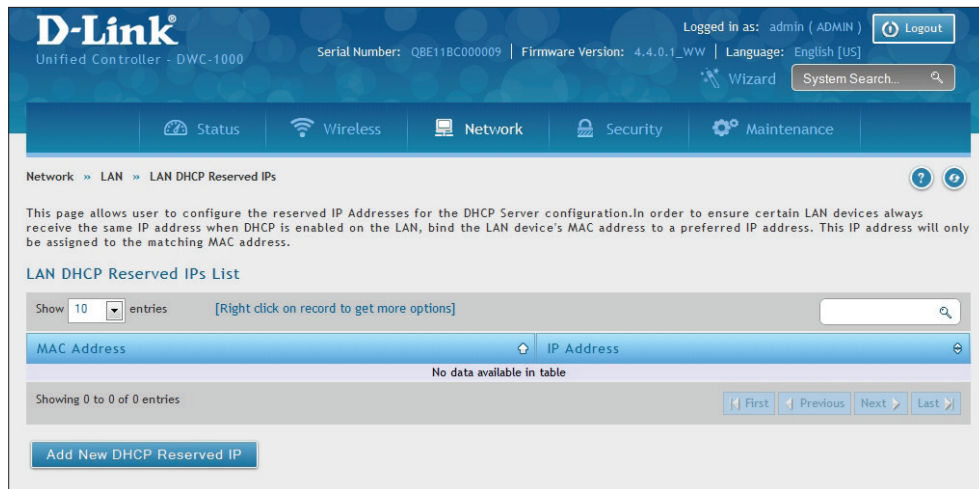 D-Link®
Unified Controller - DWC-1000
Logged in as: admin ( ADMIN ) Logout
Serial Number: QBE11BC000009 | Firmware Version: 4.4.0.1_WW | Language: English [US]
Wizard System Search...
Status Wireless Network Security Maintenance
Network » LAN » LAN DHCP Reserved IPs
This page allows user to configure the reserved IP Addresses for the DHCP Server configuration.In order to ensure certain LAN devices always
receive the same IP address when DHCP is enabled on the LAN, bind the LAN device's MAC address to a preferred IP address. This IP address will only
be assigned to the matching MAC address.
LAN DHCP Reserved IPs List
Show 10 entries [Right click on record to get more options]
MAC Address IP Address
No data available in table
Showing 0 to 0 of 0 entries First Previous Next Last
Add New DHCP Reserved IP